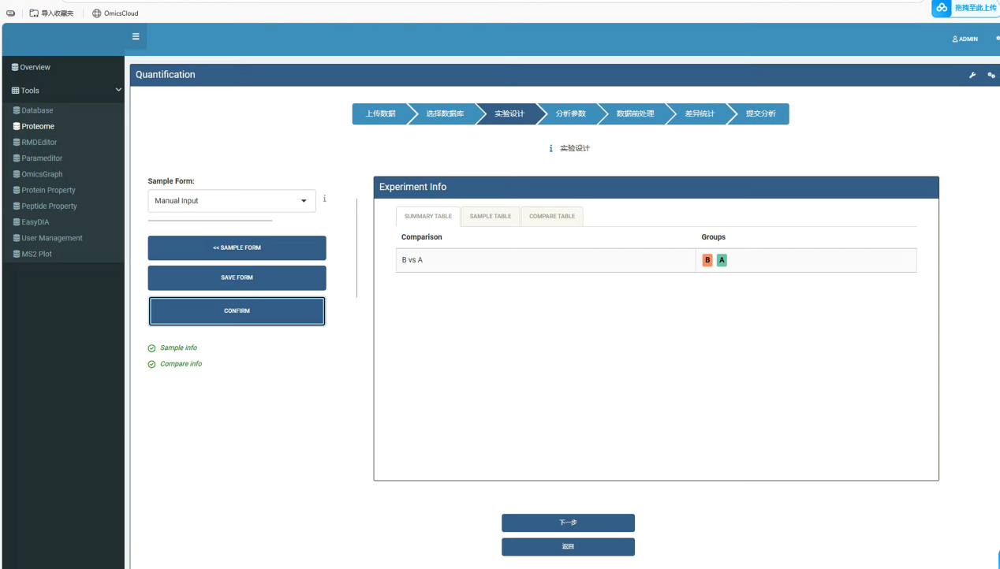 导入收藏夹 OmicsCloud
拖拽至此上传
ADMIN
Overview
Tools
Database
Proteome
RMDEditor
Parameditor
OmicsGraph
Protein Property
Peptide Property
EasyDIA
User Management
MS2 Plot
Quantification
上传数据 选择数据库 实验设计 分析参数 数据前处理 差异统计 提交分析
i 实验设计
Sample Form:
Manual Input
i
<< SAMPLE FORM
SAVE FORM
CONFIRM
Sample info
Compare info
Experiment Info
SUMMARY TABLE SAMPLE TABLE COMPARE TABLE
Comparison Groups
B vs A B A
下一步
返回